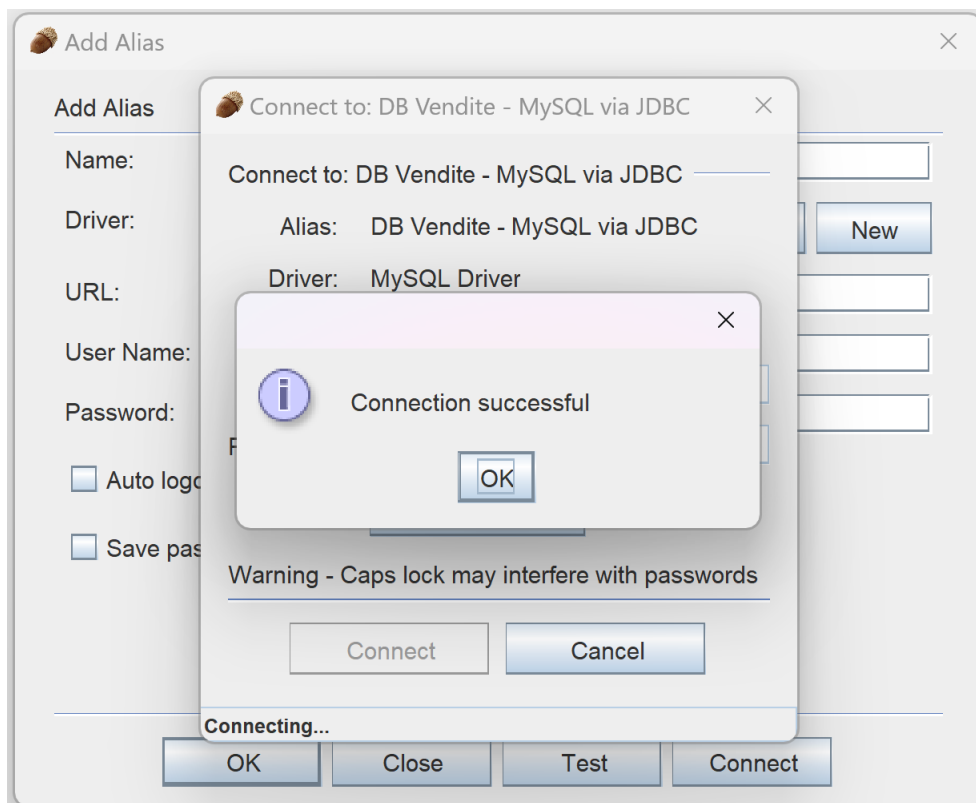 Add Alias
Add Alias
Connect to: DB Vendite - MySQL via JDBC
Connect to: DB Vendite - MySQL via JDBC
Name:
Alias: DB Vendite - MySQL via JDBC
Driver:
New
Driver: MySQL Driver
URL:
User Name:
Connection successful
Password:
OK
Auto logo
Save pas
Warning - Caps lock may interfere with passwords
Connect Cancel
Connecting...
OK Close Test Connect